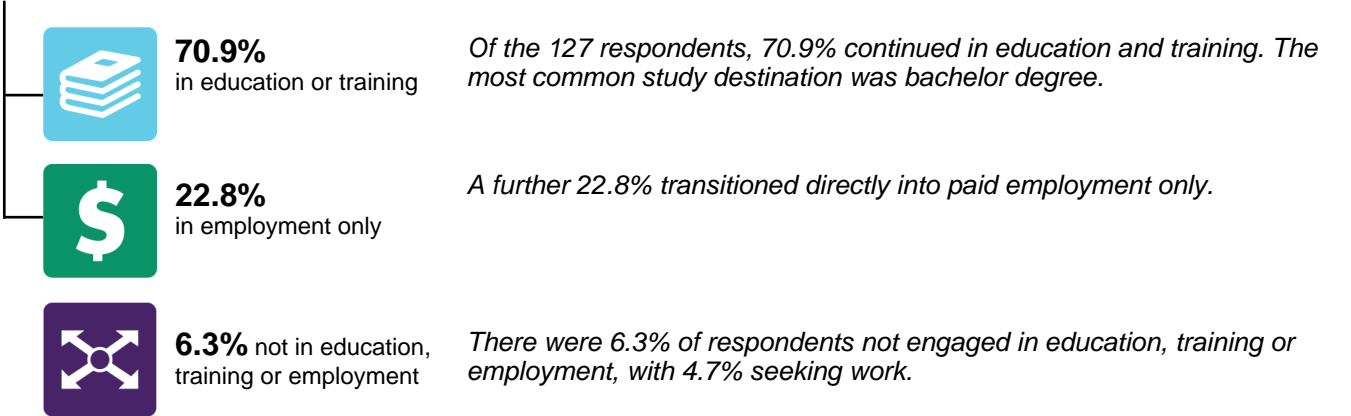 70.9%
in education or training
Of the 127 respondents, 70.9% continued in education and training. The
most common study destination was bachelor degree.
$
22.8%
in employment only
A further 22.8% transitioned directly into paid employment only.
6.3% not in education,
training or employment
There were 6.3% of respondents not engaged in education, training or
employment, with 4.7% seeking work.